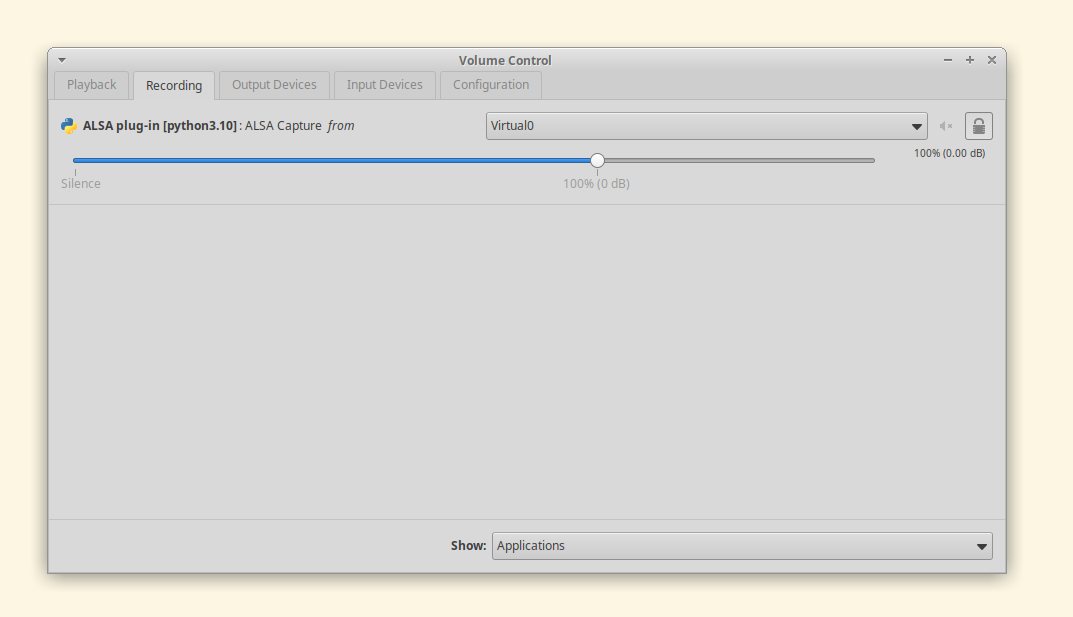 Volume Control
Playback Recording Output Devices Input Devices Configuration
ALSA plug-in [python3.10]: ALSA Capture from Virtual0
100% (0.00 dB)
Silence 100% (0 dB)
Show: Applications